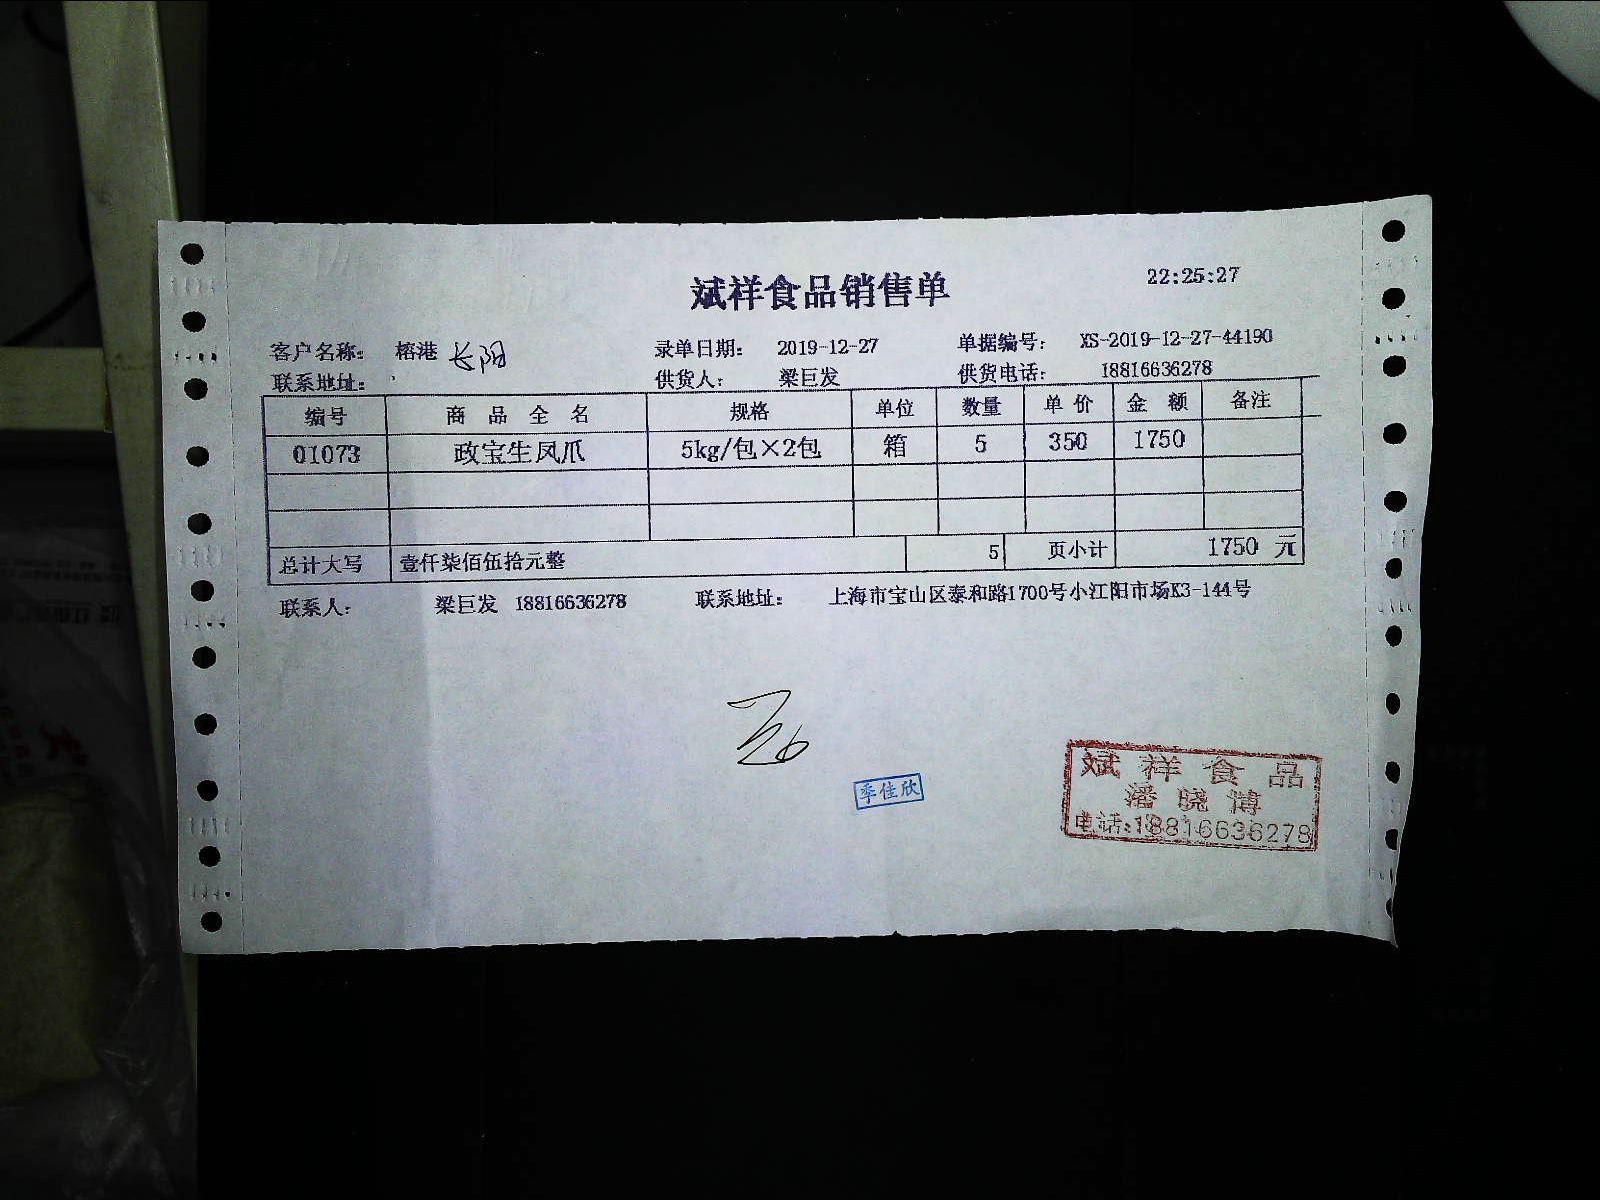 斌祥食品销售单 22:25:27
客户名称: 榕港 长阳 录单日期: 2019-12-27 单据编号: XS-2019-12-27-44190
联系地址: 供货人: 梁巨发 供货电话: 18816636278
编号 商品全名 规格 单位 数量 单价 金额 备注
01073 政宝生凤爪 5kg/包×2包 箱 5 350 1750
总计大写 壹仟柒佰伍拾元整 5 页小计 1750 元
联系人: 梁巨发 18816636278 联系地址: 上海市宝山区泰和路1700号小江阳市场K3-144号
季佳欣
斌祥食品
潘晓博
电话:18816636278